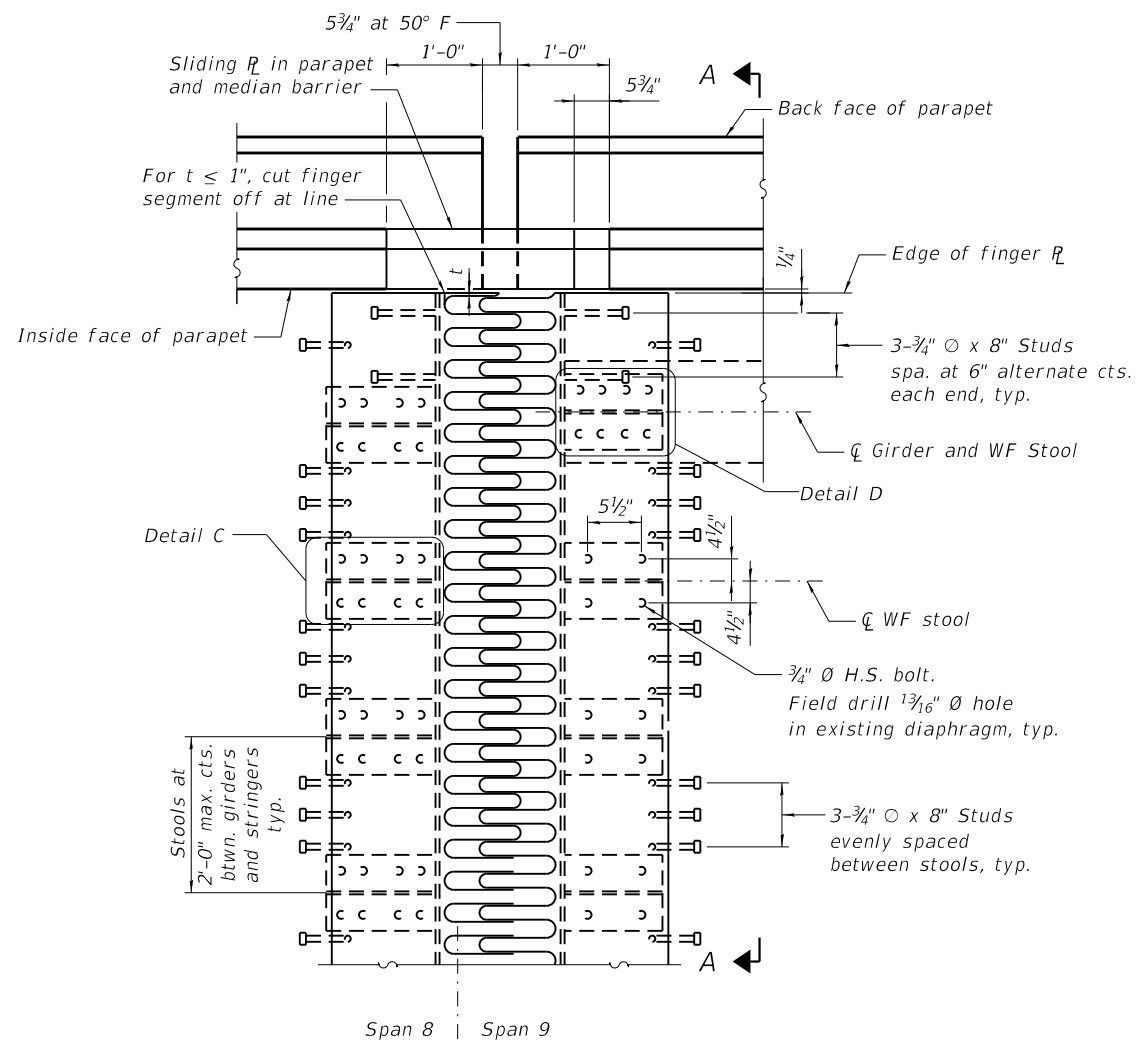 5¾" at 50° F
1'-0"
1'-0"
Sliding ℄ in parapet
and median barrier
5¾"
A
Back face of parapet
For t ≤ 1", cut finger
segment off at line
t
¼"
Edge of finger ℄
Inside face of parapet
3-¾" ∅ x 8" Studs
spa. at 6" alternate cts.
each end, typ.
℄ Girder and WF Stool
Detail D
Detail C
5½"
4½"
4½"
℄ WF stool
¾" Ø H.S. bolt.
Field drill 13/16" Ø hole
in existing diaphragm, typ.
Stools at
2'-0" max. cts.
btwn. girders
and stringers
typ.
3-¾" ∅ x 8" Studs
evenly spaced
between stools, typ.
A
Span 8
Span 9